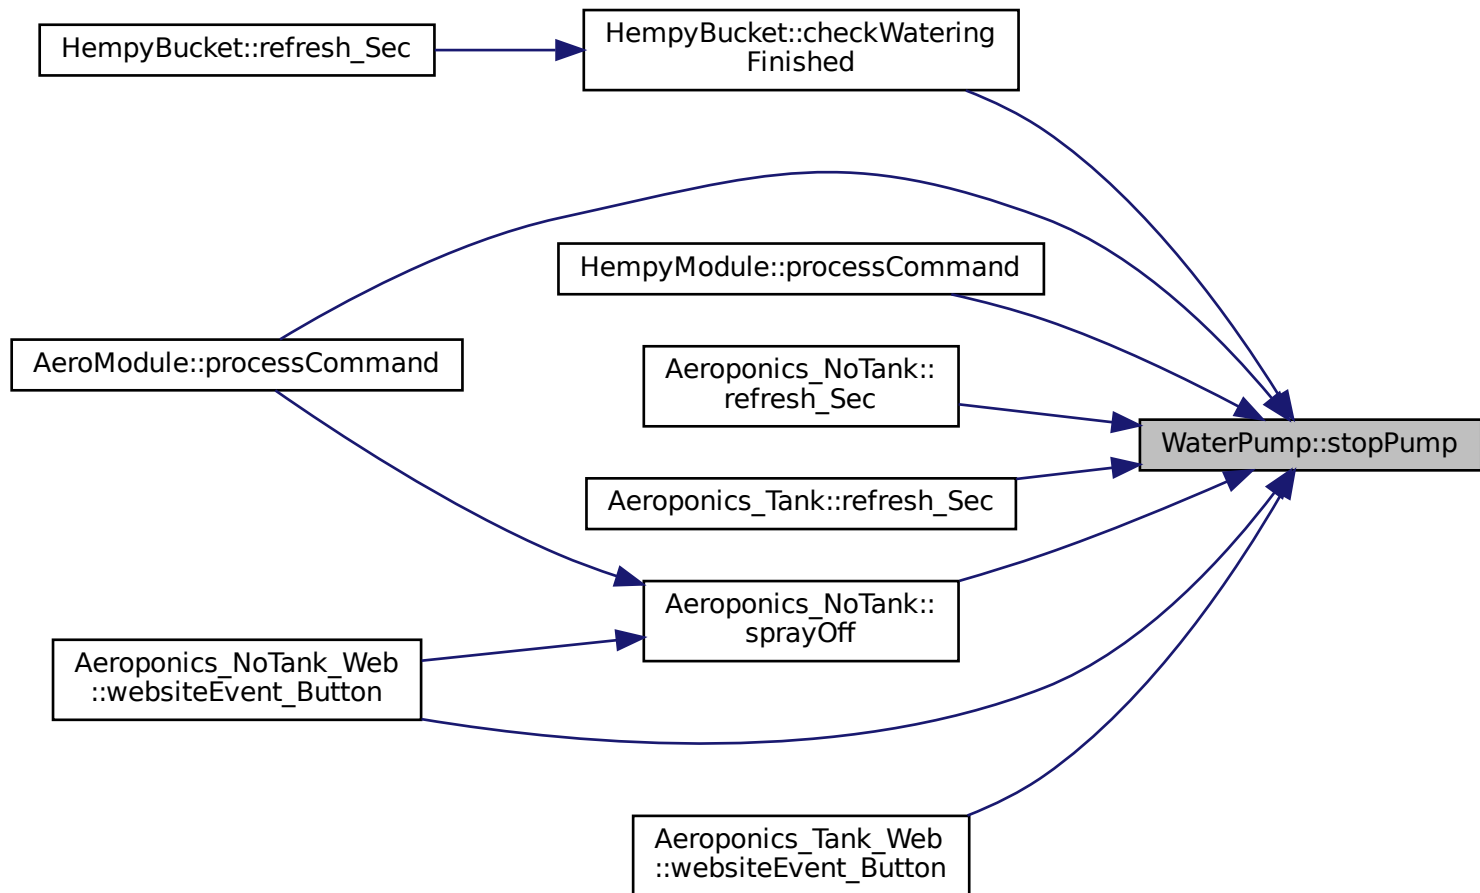 HempyBucket::refresh_Sec
HempyBucket::checkWatering
Finished
HempyModule::processCommand
AeroModule::processCommand
Aeroponics_NoTank::
refresh_Sec
WaterPump::stopPump
Aeroponics_Tank::refresh_Sec
Aeroponics_NoTank::
sprayOff
Aeroponics_NoTank_Web
::websiteEvent_Button
Aeroponics_Tank_Web
::websiteEvent_Button